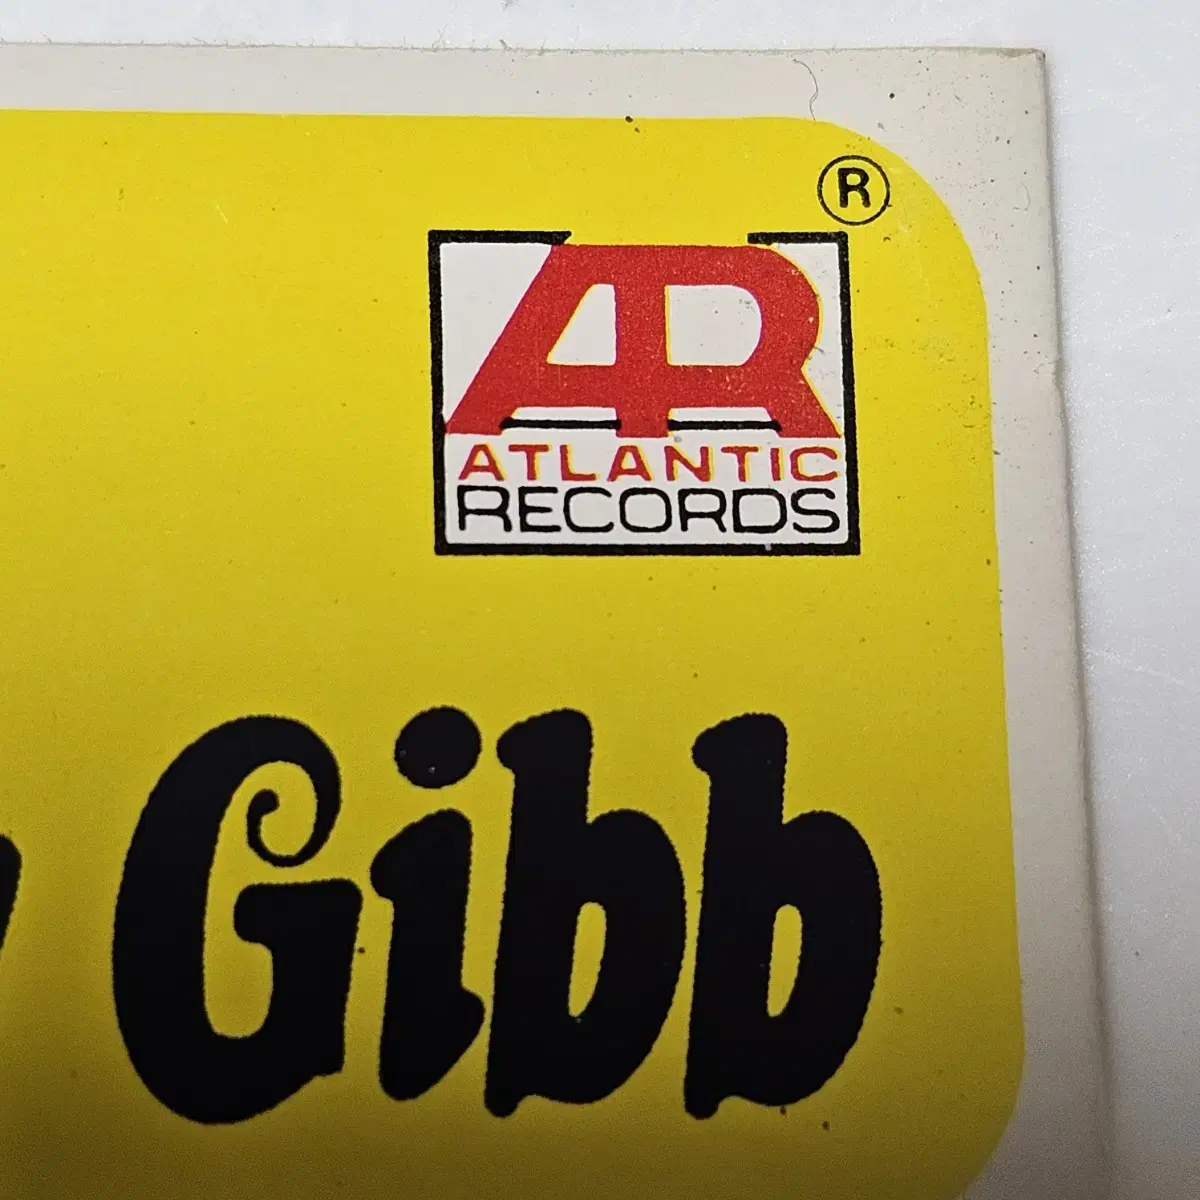 ®
AR
ATLANTIC
RECORDS
Gibb